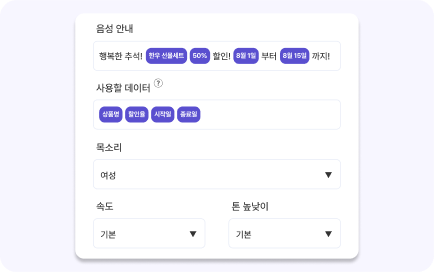 음성 안내
행복한 추석! 한우 선물세트 50% 할인! 8월 1일 부터 8월 15일 까지!
사용할 데이터 ?
상품명 할인율 시작일 종료일
목소리
여성 ▼
속도 톤 높낮이
기본 ▼ 기본 ▼